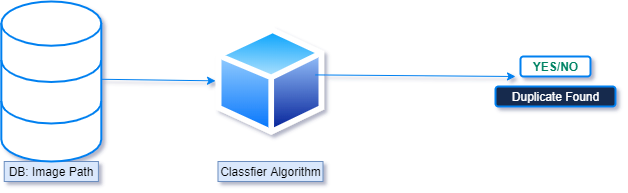 YES/NO
Duplicate Found
DB: Image Path
Classfier Algorithm